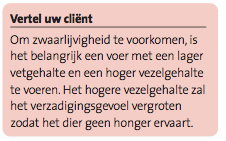 Vertel uw cliënt
Om zwaarlijvigheid te voorkomen, is
het belangrijk een voer met een lager
vetgehalte en een hoger vezelgehalte
te voeren. Het hogere vezelgehalte zal
het verzadigingsgevoel vergroten
zodat het dier geen honger ervaart.